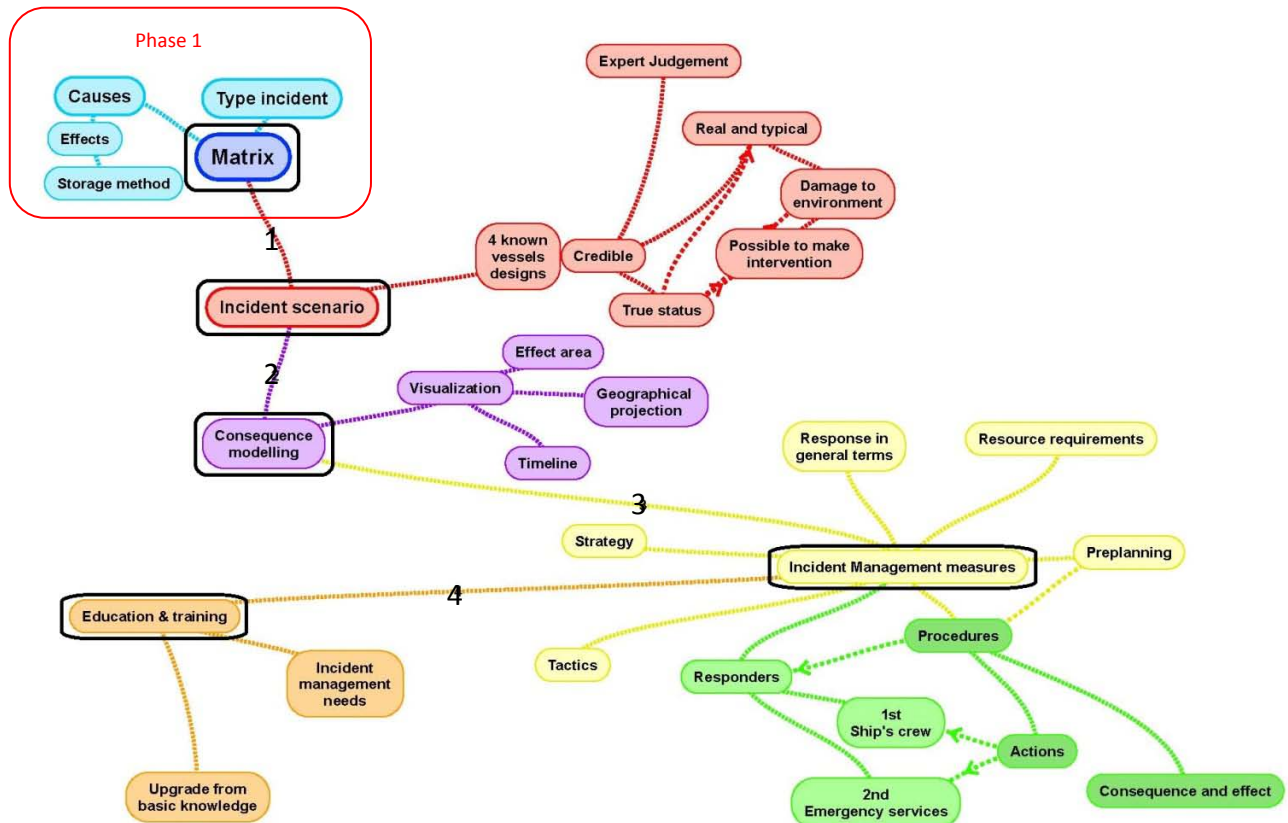 Phase 1
Causes
Type incident
Effects
Matrix
Storage method
1
Expert Judgement
Real and typical
Damage to
environment
4 known
vessels
designs
Credible
Possible to make
intervention
True status
Incident scenario
2
Effect area
Visualization
Geographical
projection
Consequence
modelling
Timeline
3
Response in
general terms
Resource requirements
Strategy
Incident Management measures
Preplanning
4
Education & training
Tactics
Procedures
Responders
Incident
management
needs
1st
Ship's crew
Actions
Upgrade from
basic knowledge
2nd
Emergency services
Consequence and effect